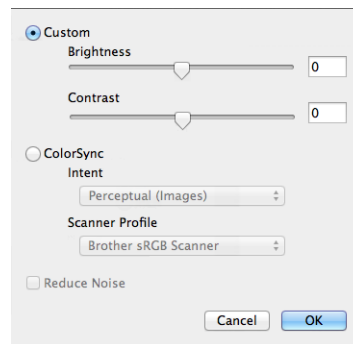 Custom
Brightness
0
Contrast
0
ColorSync
Intent
Perceptual (Images)
Scanner Profile
Brother sRGB Scanner
Reduce Noise
Cancel OK